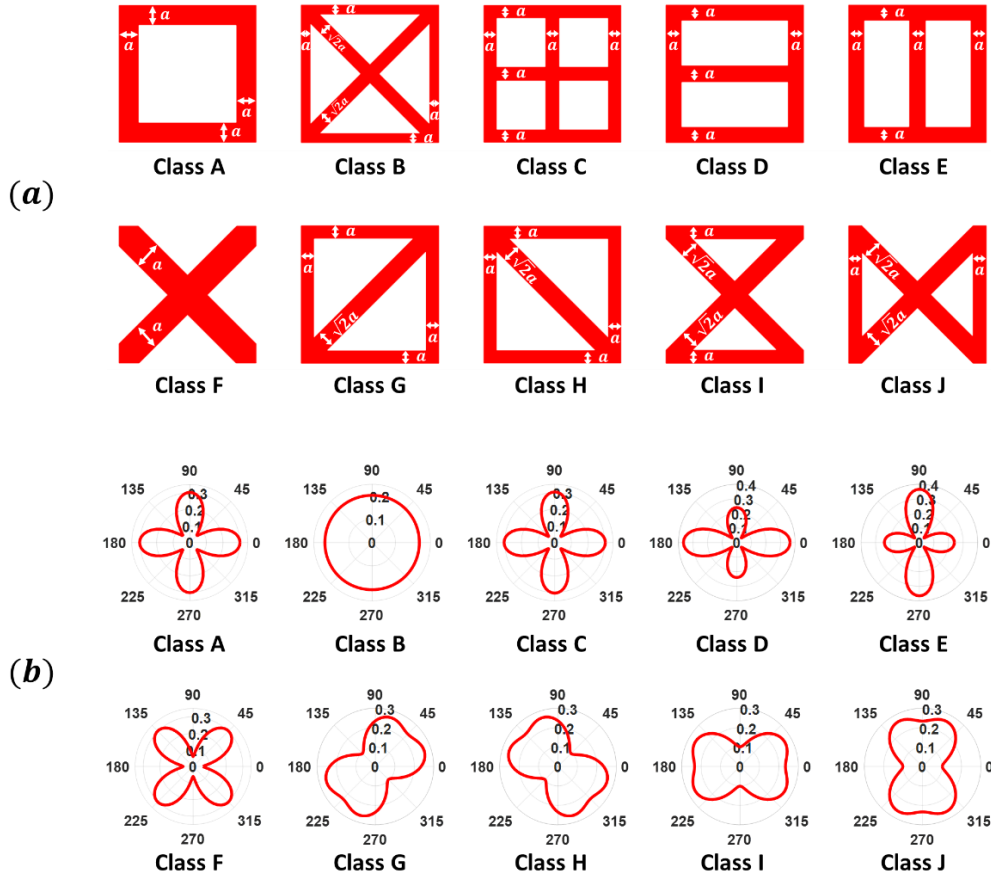 a a a a √2a √2a a a a a a a a a a a a a a a a a a a a a
Class A Class B Class C Class D Class E
(a)
a a a a √2a a a a a √2a a a a √2a √2a a a √2a √2a a
Class F Class G Class H Class I Class J
90 90 90 90 90
135 45 135 45 135 45 135 45 135 45
0.3 0.2 0.1 0.2 0.1 0.3 0.2 0.1 0.4 0.3 0.2 0.1 0.4 0.3 0.2 0.1
180 0 0 180 0 0 180 0 0 180 0 0 180 0 0
225 315 225 315 225 315 225 315 225 315
270 270 270 270 270
Class A Class B Class C Class D Class E
(b)
90 90 90 90 90
135 45 135 45 135 45 135 45 135 45
0.3 0.2 0.1 0.3 0.2 0.1 0.3 0.2 0.1 0.3 0.2 0.1 0.3 0.2 0.1
180 0 0 180 0 0 180 0 0 180 0 0 180 0 0
225 315 225 315 225 315 225 315 225 315
270 270 270 270 270
Class F Class G Class H Class I Class J